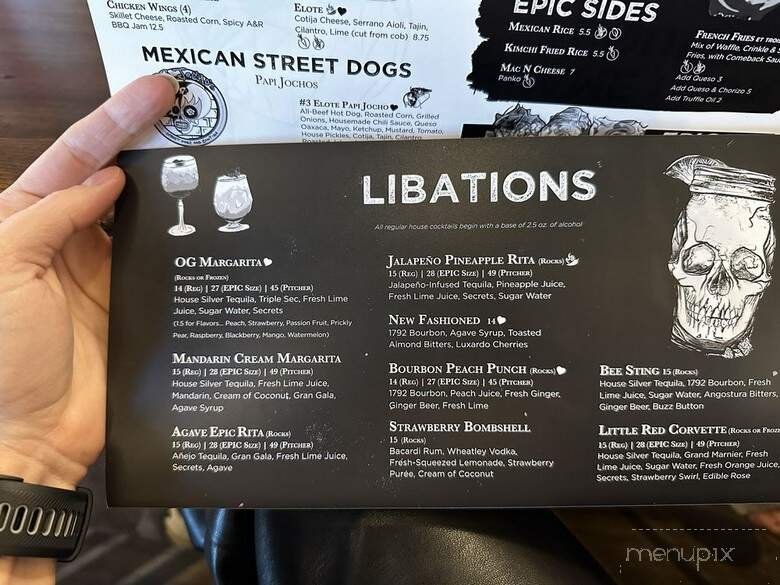 CHICKEN WINGS (4)
Skillet Cheese, Roasted Corn, Spicy A&R
BBQ Jam 12.5
ELOTE
Cotija Cheese, Serrano Aioli, Tajin,
Cilantro, Lime (cut from cob) 8.75
EPIC SIDES
MEXICAN RICE 5.5
KIMCHI FRIED RICE 5.5
MAC N CHEESE 7
Panko
FRENCH FRIES
Mix of Waffle, Crinkle &
Fries, with Comeback
Add Queso 3
Add Queso & Chorizo 5
Add Truffle Oil 2
MEXICAN STREET DOGS
PAPI JOCHOS
#3 ELOTE PAPI JOCHO
All-Beef Hot Dog, Roasted Corn, Grilled
Onions, Housemade Chili Sauce, Queso
Oaxaca, Mayo, Ketchup, Mustard, Tomato,
House Pickles, Cotija, Tajin, Cilantro
LIBATIONS
All regular house cocktails begin with a base of 2.5 oz. of alcohol
OG MARGARITA
(ROCKS OR FROZEN)
14 (REG) | 27 (EPIC SIZE) | 45 (PITCHER)
House Silver Tequila, Triple Sec, Fresh Lime
Juice, Sugar Water, Secrets
(1.5 for Flavors... Peach, Strawberry, Passion Fruit, Prickly
Pear, Raspberry, Blackberry, Mango, Watermelon)
MANDARIN CREAM MARGARITA
15 (REG) | 28 (EPIC SIZE) | 49 (PITCHER)
House Silver Tequila, Fresh Lime Juice,
Mandarin, Cream of Coconut, Gran Gala,
Agave Syrup
AGAVE EPIC RITA (ROCKS)
15 (REG) | 28 (EPIC SIZE) | 49 (PITCHER)
Añejo Tequila, Gran Gala, Fresh Lime Juice,
Secrets, Agave
JALAPEÑO PINEAPPLE RITA (ROCKS)
15 (REG) | 28 (EPIC SIZE) | 49 (PITCHER)
Jalapeño-Infused Tequila, Pineapple Juice,
Fresh Lime Juice, Secrets, Sugar Water
NEW FASHIONED 14
1792 Bourbon, Agave Syrup, Toasted
Almond Bitters, Luxardo Cherries
BOURBON PEACH PUNCH (ROCKS)
14 (REG) | 27 (EPIC SIZE) | 45 (PITCHER)
1792 Bourbon, Peach Juice, Fresh Ginger,
Ginger Beer, Fresh Lime
STRAWBERRY BOMBSHELL
15 (ROCKS)
Bacardi Rum, Wheatley Vodka,
Fresh-Squeezed Lemonade, Strawberry
Purée, Cream of Coconut
BEE STING 15 (ROCKS)
House Silver Tequila, 1792 Bourbon, Fresh
Lime Juice, Sugar Water, Angostura Bitters,
Ginger Beer, Buzz Button
LITTLE RED CORVETTE (ROCKS OR FROZEN
15 (REG) | 28 (EPIC SIZE) | 49 (PITCHER)
House Silver Tequila, Grand Marnier, Fresh
Lime Juice, Sugar Water, Fresh Orange Juice,
Secrets, Strawberry Swirl, Edible Rose
menupix